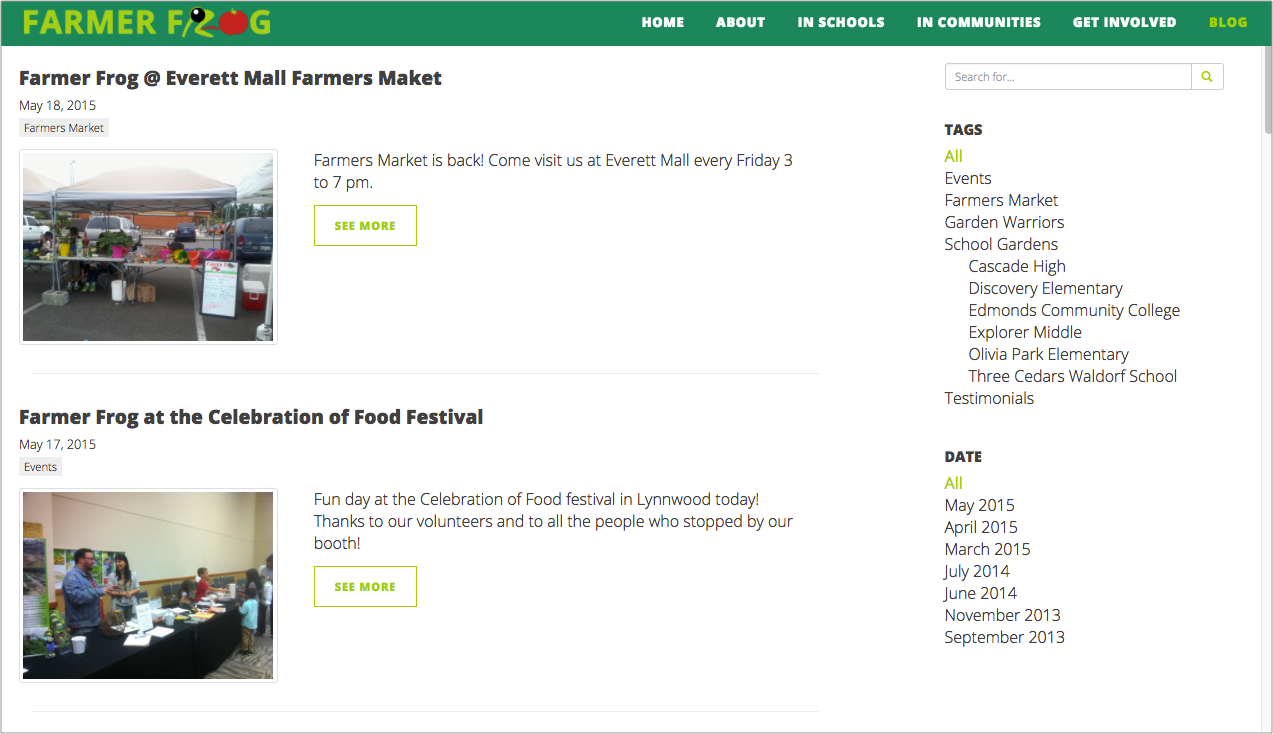 FARMER FROG
HOME ABOUT IN SCHOOLS IN COMMUNITIES GET INVOLVED BLOG
Farmer Frog @ Everett Mall Farmers Maket
May 18, 2015
Farmers Market
Farmers Market is back! Come visit us at Everett Mall every Friday 3
to 7 pm.
SEE MORE
Farmer Frog at the Celebration of Food Festival
May 17, 2015
Events
Fun day at the Celebration of Food festival in Lynnwood today!
Thanks to our volunteers and to all the people who stopped by our
booth!
SEE MORE
Search for...
TAGS
All
Events
Farmers Market
Garden Warriors
School Gardens
Cascade High
Discovery Elementary
Edmonds Community College
Explorer Middle
Olivia Park Elementary
Three Cedars Waldorf School
Testimonials
DATE
All
May 2015
April 2015
March 2015
July 2014
June 2014
November 2013
September 2013